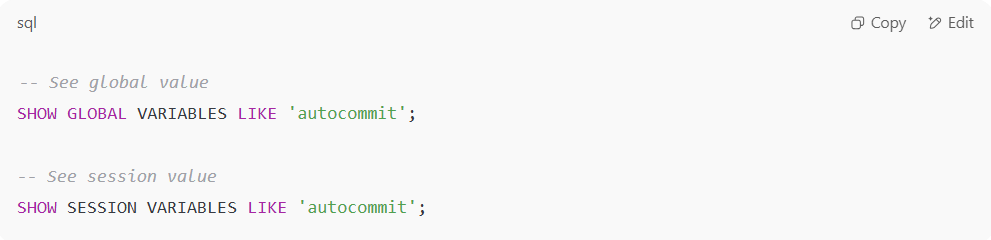 sql
Copy
Edit
-- See global value
SHOW GLOBAL VARIABLES LIKE 'autocommit';
-- See session value
SHOW SESSION VARIABLES LIKE 'autocommit';